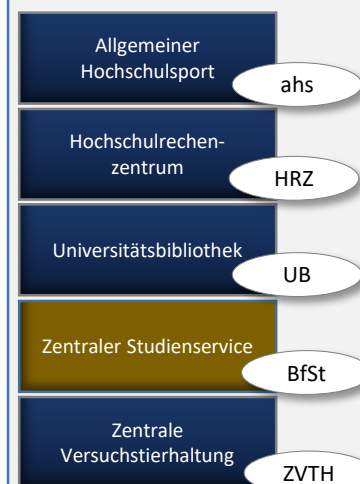 Allgemeiner
Hochschulsport
ahs
Hochschulrechen-
zentrum
HRZ
Universitätsbibliothek
UB
Zentraler Studienservice
BfSt
Zentrale
Versuchstierhaltung
ZVTH